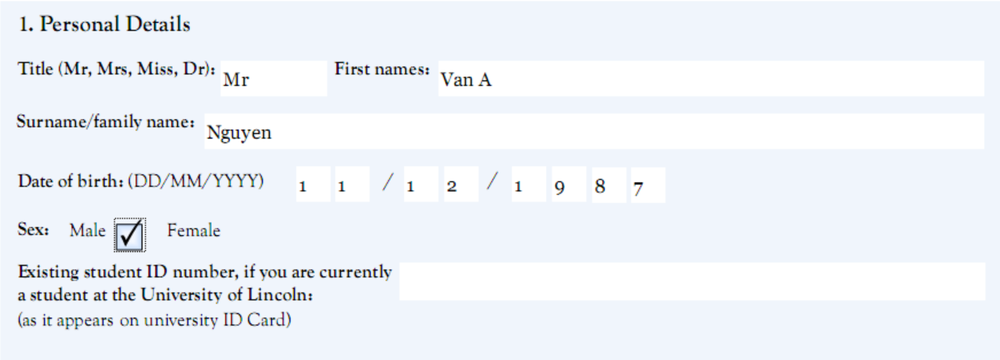 1. Personal Details
Title (Mr, Mrs, Miss, Dr): Mr First names: Van A
Surname/family name: Nguyen
Date of birth: (DD/MM/YYYY) 1 1 / 1 2 / 1 9 8 7
Sex: Male ✓ Female
Existing student ID number, if you are currently
a student at the University of Lincoln:
(as it appears on university ID Card)